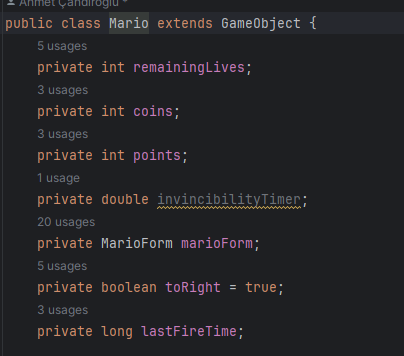 Ahmet Çandıroğlu *
public class Mario extends GameObject {
5 usages
private int remainingLives;
3 usages
private int coins;
3 usages
private int points;
1 usage
private double invincibilityTimer;
20 usages
private MarioForm marioForm;
5 usages
private boolean toRight = true;
3 usages
private long lastFireTime;